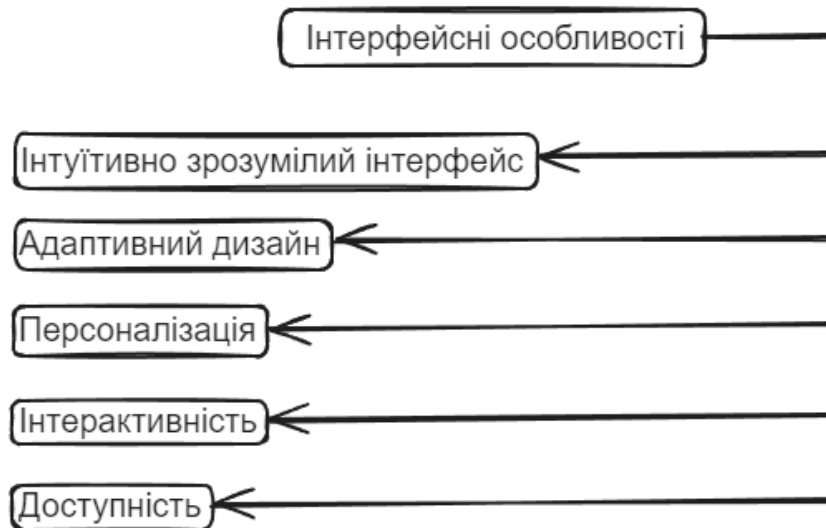 Інтерфейсні особливості
Інтуїтивно зрозумілий інтерфейс
Адаптивний дизайн
Персоналізація
Інтерактивність
Доступність